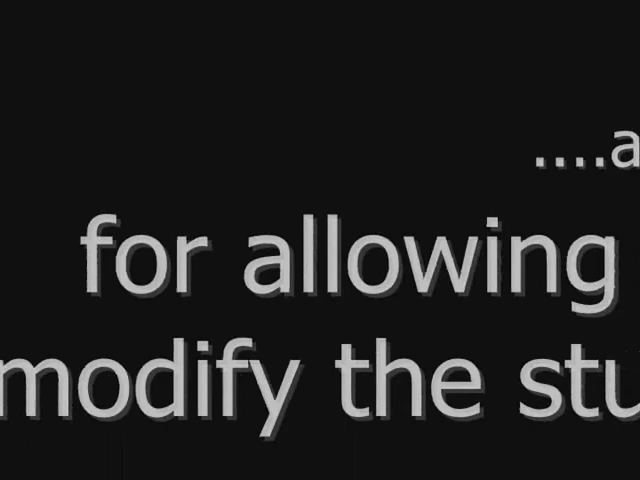 ....a
for allowing
modify the stu